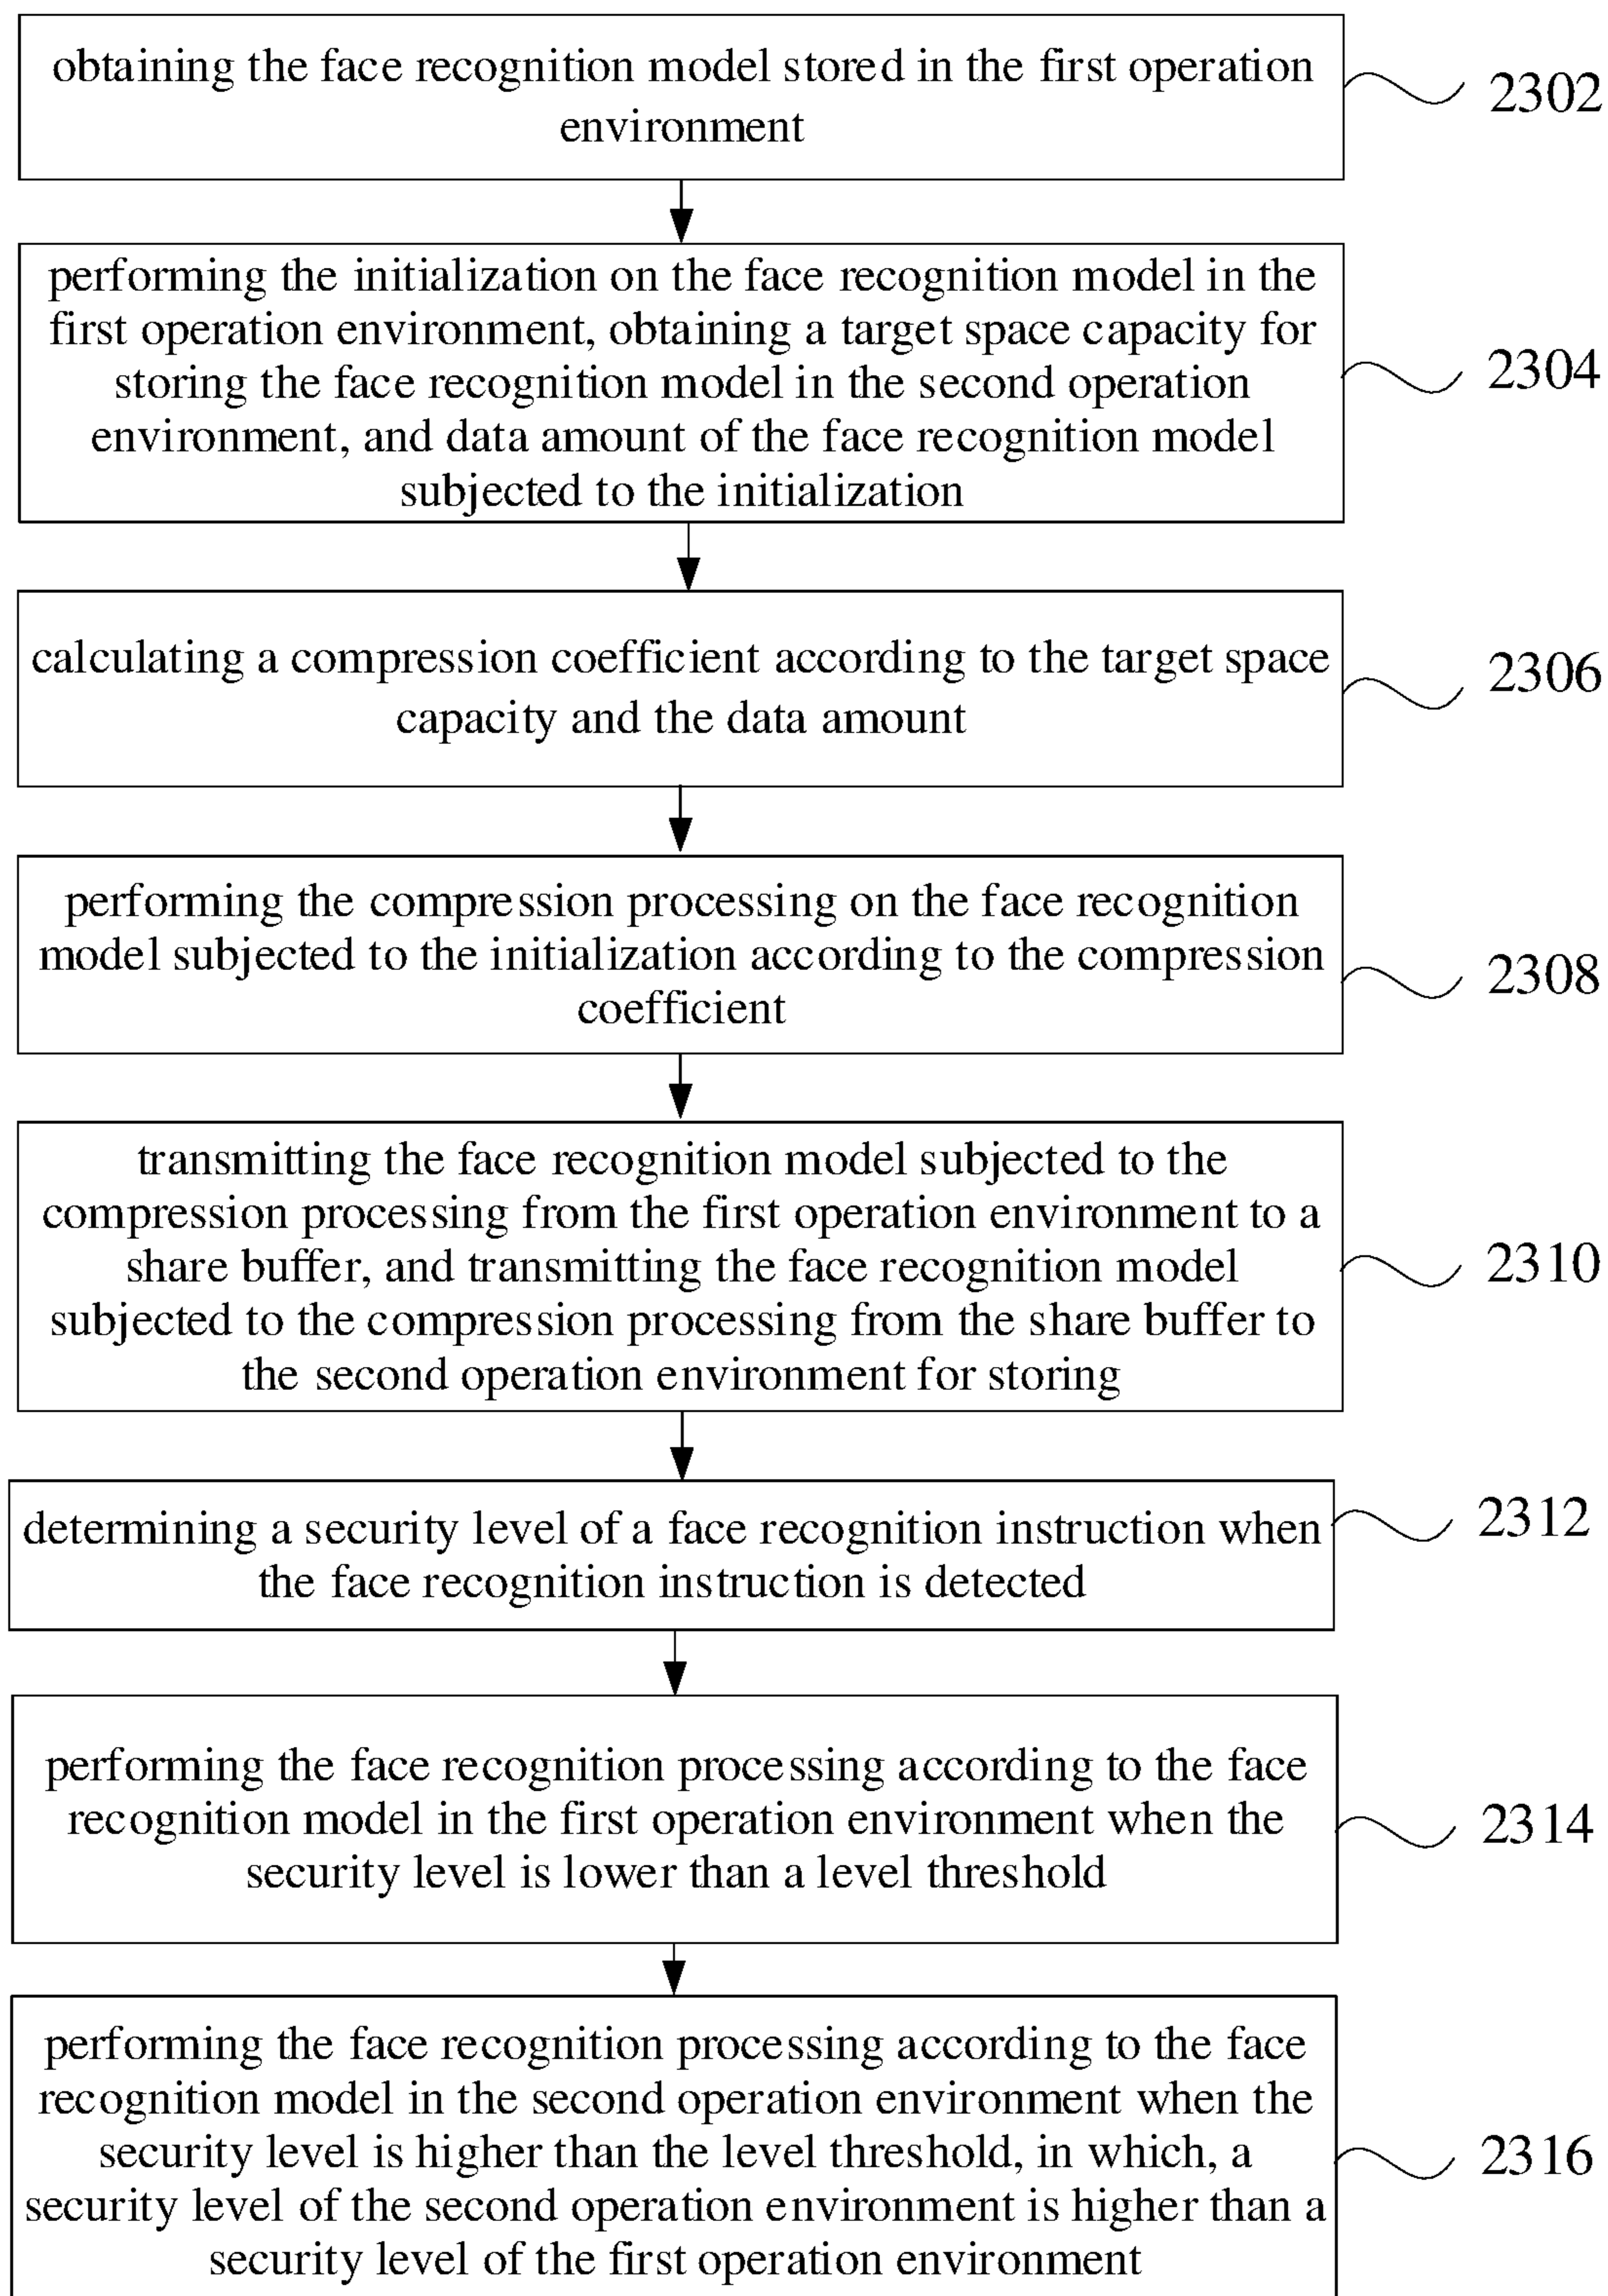 obtaining the face recognition model stored in the first operation
environment
2302
performing the initialization on the face recognition model in the
first operation environment, obtaining a target space capacity for
storing the face recognition model in the second operation
environment, and data amount of the face recognition model
subjected to the initialization
2304
calculating a compression coefficient according to the target space
capacity and the data amount
2306
performing the compression processing on the face recognition
model subjected to the initialization according to the compression
coefficient
2308
transmitting the face recognition model subjected to the
compression processing from the first operation environment to a
share buffer, and transmitting the face recognition model
subjected to the compression processing from the share buffer to
the second operation environment for storing
2310
determining a security level of a face recognition instruction when
the face recognition instruction is detected
2312
performing the face recognition processing according to the face
recognition model in the first operation environment when the
security level is lower than a level threshold
2314
performing the face recognition processing according to the face
recognition model in the second operation environment when the
security level is higher than the level threshold, in which, a
security level of the second operation environment is higher than a
security level of the first operation environment
2316